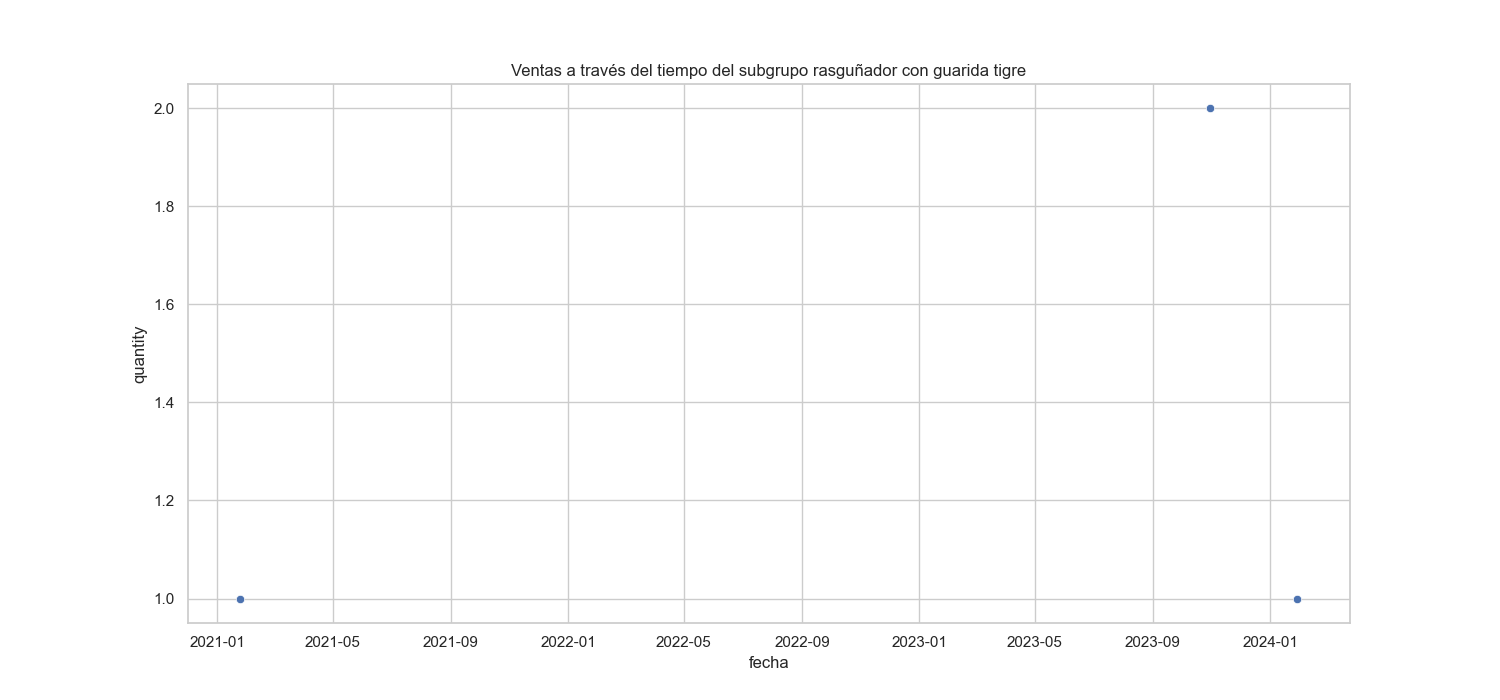 Ventas a través del tiempo del subgrupo rasguñador con guarida tigre
2.0
1.8
1.6
1.4
1.2
1.0
quantity
2021-01 2021-05 2021-09 2022-01 2022-05 2022-09 2023-01 2023-05 2023-09 2024-01
fecha